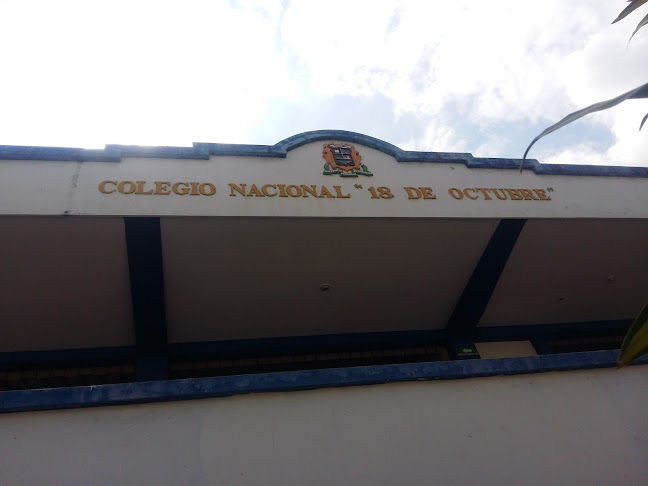 COLEGIO NACIONAL "18 DE OCTUBRE"